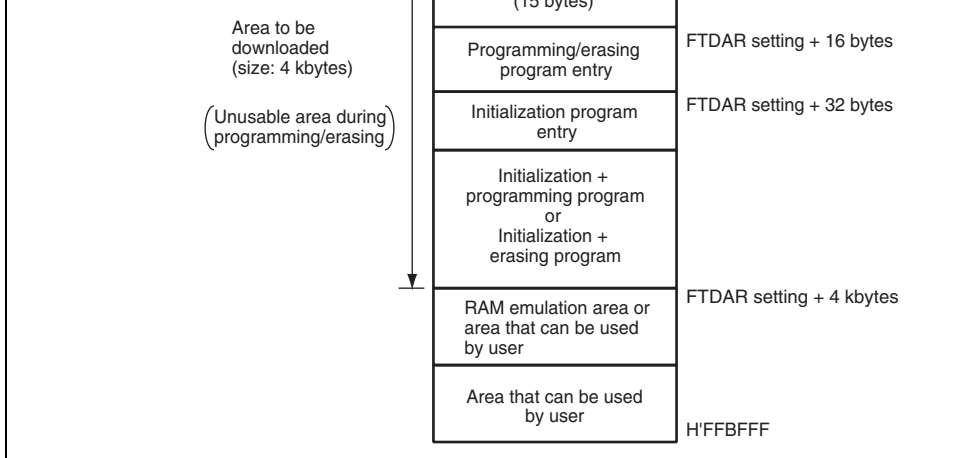 (15 bytes)
Area to be
downloaded
(size: 4 kbytes)
(Unusable area during
programming/erasing)
Programming/erasing
program entry
FTDAR setting + 16 bytes
Initialization program
entry
FTDAR setting + 32 bytes
Initialization +
programming program
or
Initialization +
erasing program
FTDAR setting + 4 kbytes
RAM emulation area or
area that can be used
by user
Area that can be used
by user
H'FFBFFF